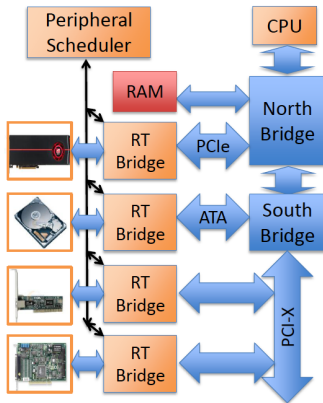 Peripheral
Scheduler
CPU
RAM
North
Bridge
RT
Bridge
PCIe
RT
Bridge
ATA
South
Bridge
RT
Bridge
PCI-X
RT
Bridge